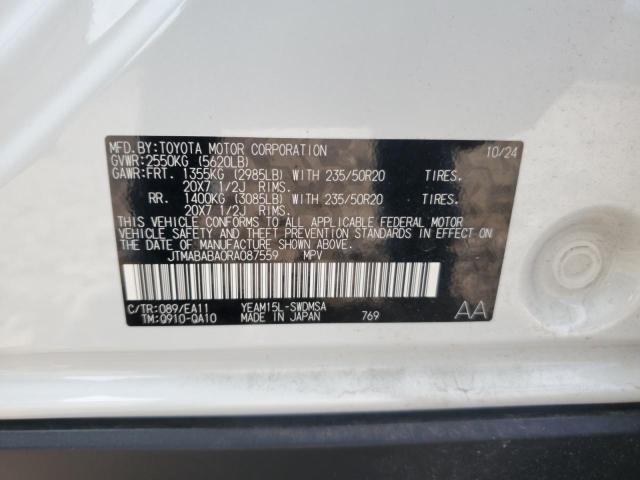 MFD.BY:TOYOTA MOTOR CORPORATION 10/24
GVWR:2550KG (5620LB)
GAWR:FRT. 1355KG (2985LB) WITH 235/50R20 TIRES.
20X7 1/2J RIMS.
RR. 1400KG (3085LB) WITH 235/50R20 TIRES.
20X7 1/2J RIMS.
THIS VEHICLE CONFORMS TO ALL APPLICABLE FEDERAL MOTOR
VEHICLE SAFETY AND THEFT PREVENTION STANDARDS IN EFFECT ON
THE DATE OF MANUFACTURE SHOWN ABOVE.
JTMABABA0RA087559 MPV
C/TR:089/EA11 YEAM15L-SWDMSA
TM:Q910-QA10 MADE IN JAPAN 769 AA